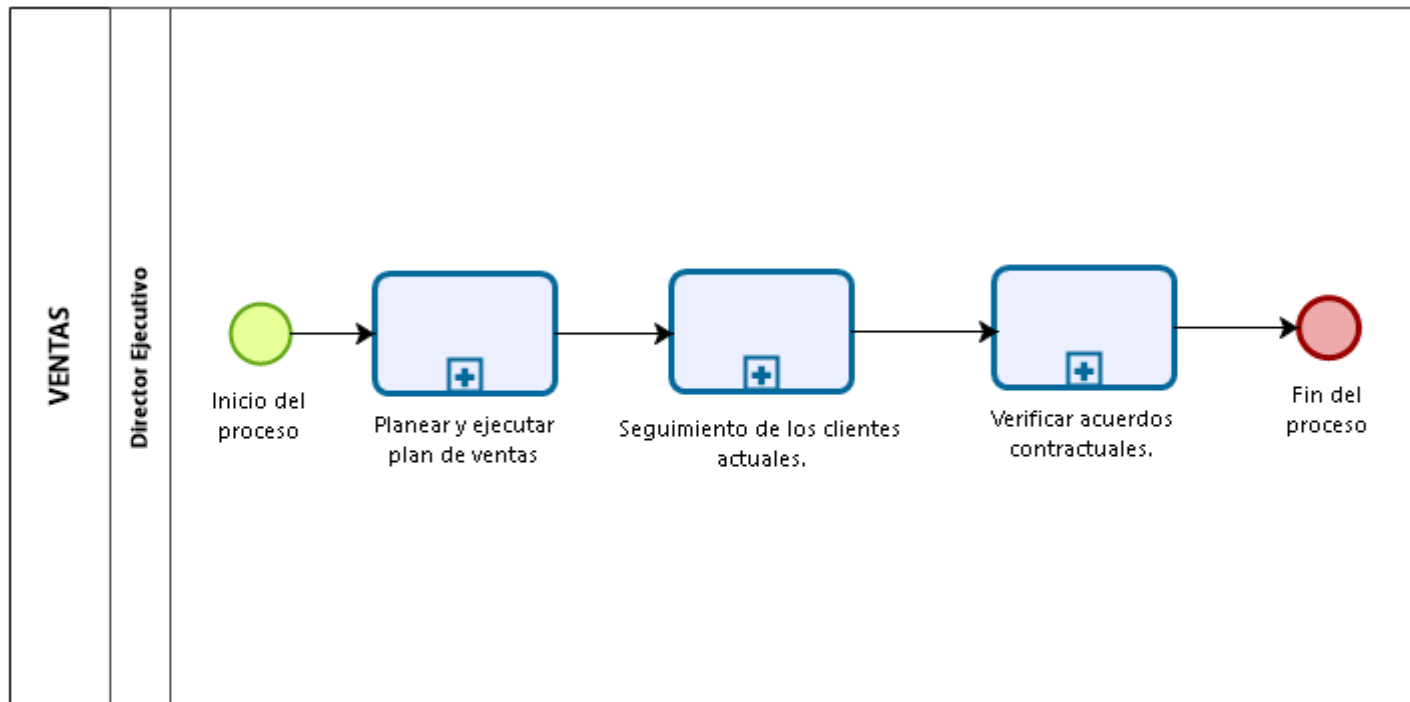 VENTAS
Director Ejecutivo
Inicio del
proceso
Planear y ejecutar
plan de ventas
Seguimiento de los clientes
actuales.
Verificar acuerdos
contractuales.
Fin del
proceso